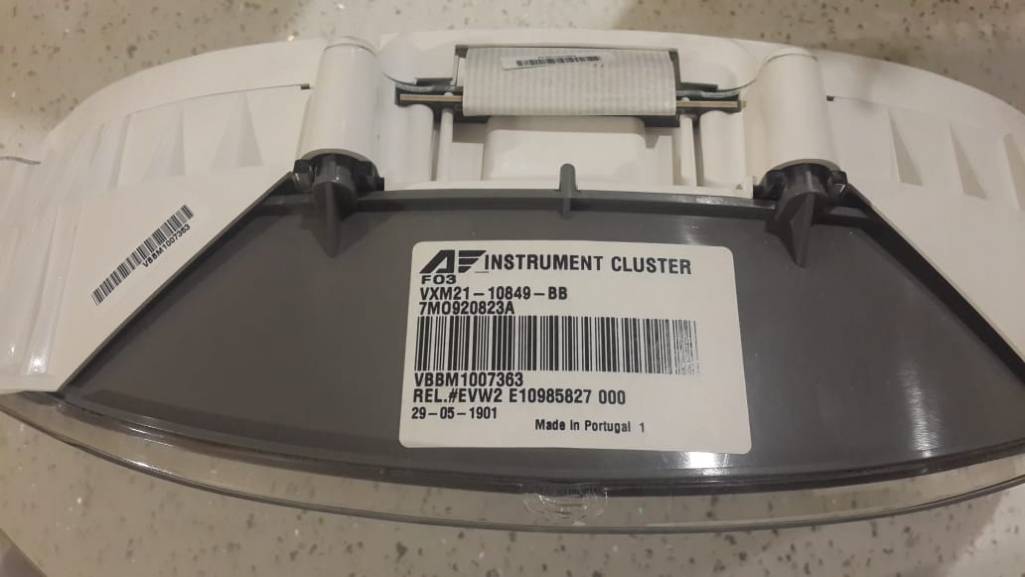 VBBM1007363
AF_INSTRUMENT CLUSTER
F03
VXM21-10849-BB
7M0920823A
VBBM1007363
REL.#EVW2 E10985827 000
29-05-1901
Made in Portugal 1